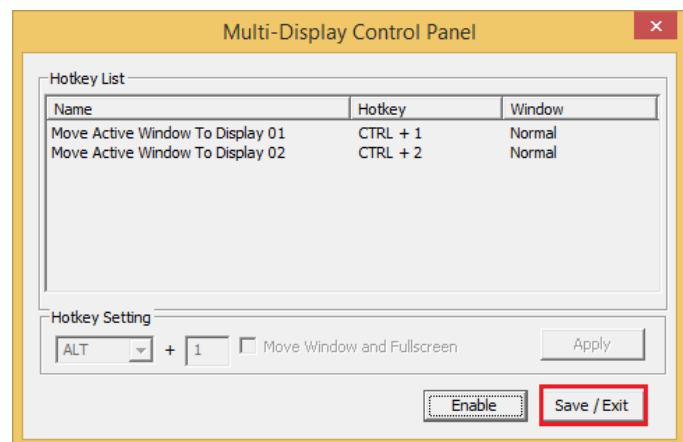 Multi-Display Control Panel
Hotkey List
Name Hotkey Window
Move Active Window To Display 01 CTRL + 1 Normal
Move Active Window To Display 02 CTRL + 2 Normal
Hotkey Setting
ALT + 1 Move Window and Fullscreen Apply
Enable Save / Exit